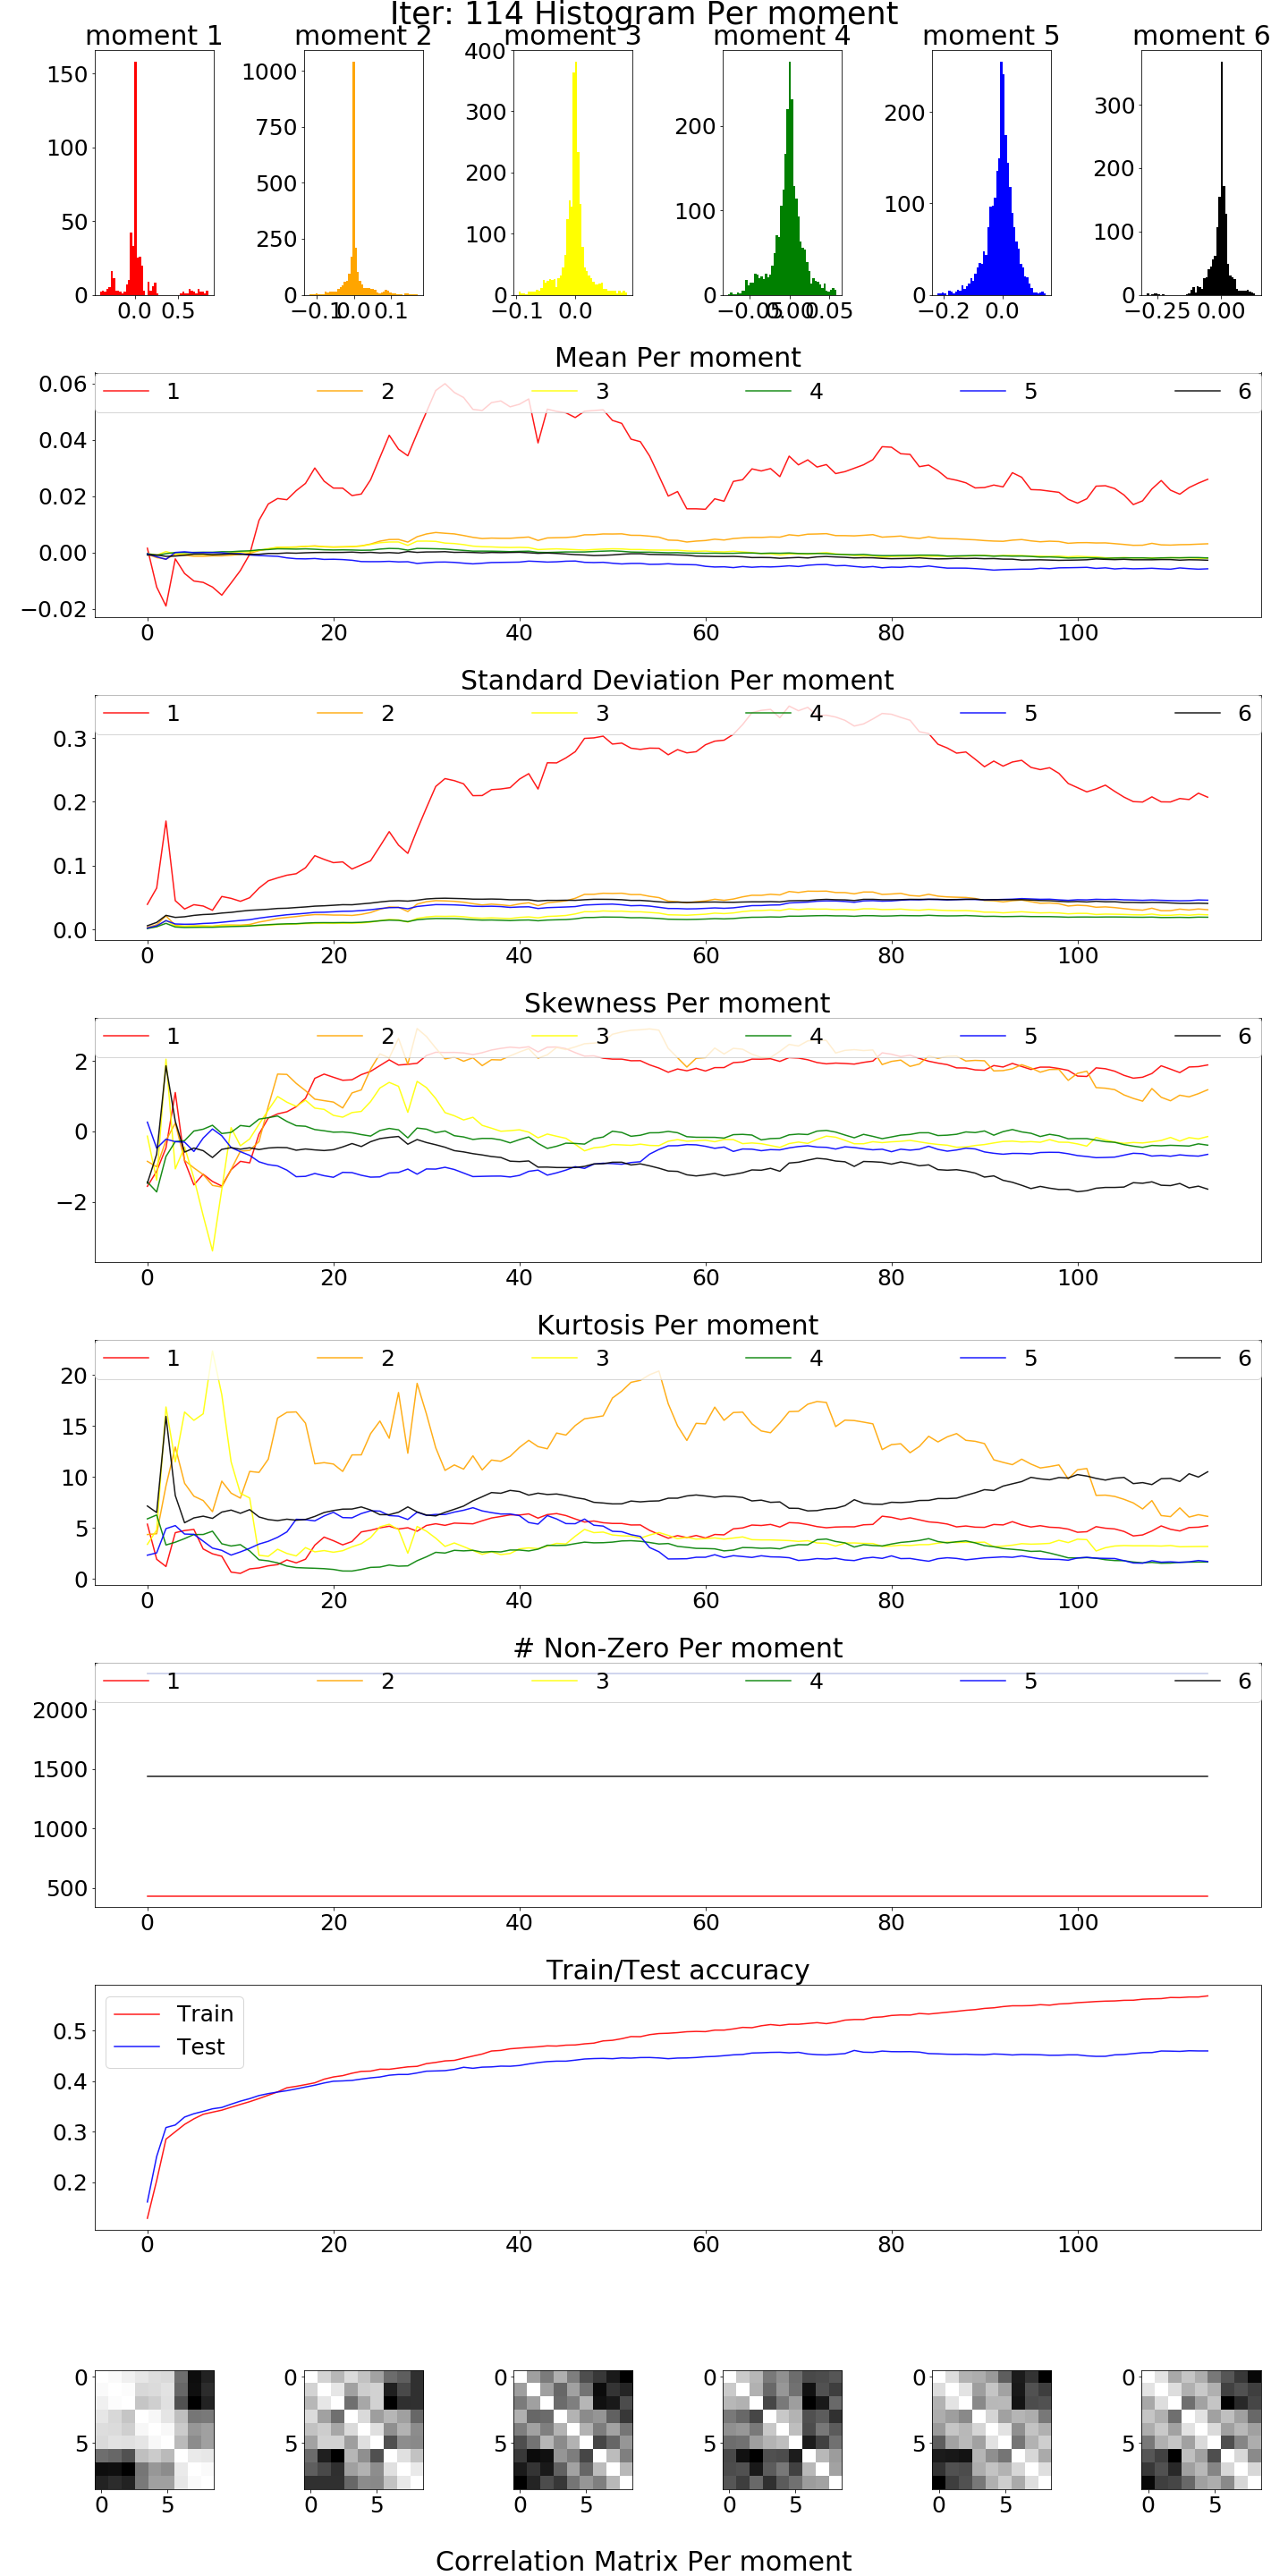 Iter: 114 Histogram Per moment
moment 1 moment 2 moment 3 moment 4 moment 5 moment 6
150 100 50 0
0.0 0.5
1000 750 500 250 0
−0.1 0.0 0.1
400 300 200 100 0
−0.1 0.0
200 100 0
−0.05 0.00 0.05
200 100 0
−0.2 0.0
300 200 100 0
−0.25 0.00
Mean Per moment
1 2 3 4 5 6
0.06
0.04
0.02
0.00
−0.02
0 20 40 60 80 100
Standard Deviation Per moment
1 2 3 4 5 6
0.3
0.2
0.1
0.0
0 20 40 60 80 100
Skewness Per moment
1 2 3 4 5 6
2
0
−2
0 20 40 60 80 100
Kurtosis Per moment
1 2 3 4 5 6
20
15
10
5
0
0 20 40 60 80 100
# Non-Zero Per moment
1 2 3 4 5 6
2000
1500
1000
500
0 20 40 60 80 100
Train/Test accuracy
Train
Test
0.5
0.4
0.3
0.2
0 20 40 60 80 100
0 0 0 0 0 0
5 5 5 5 5 5
0 5 0 5 0 5 0 5 0 5 0 5
Correlation Matrix Per moment